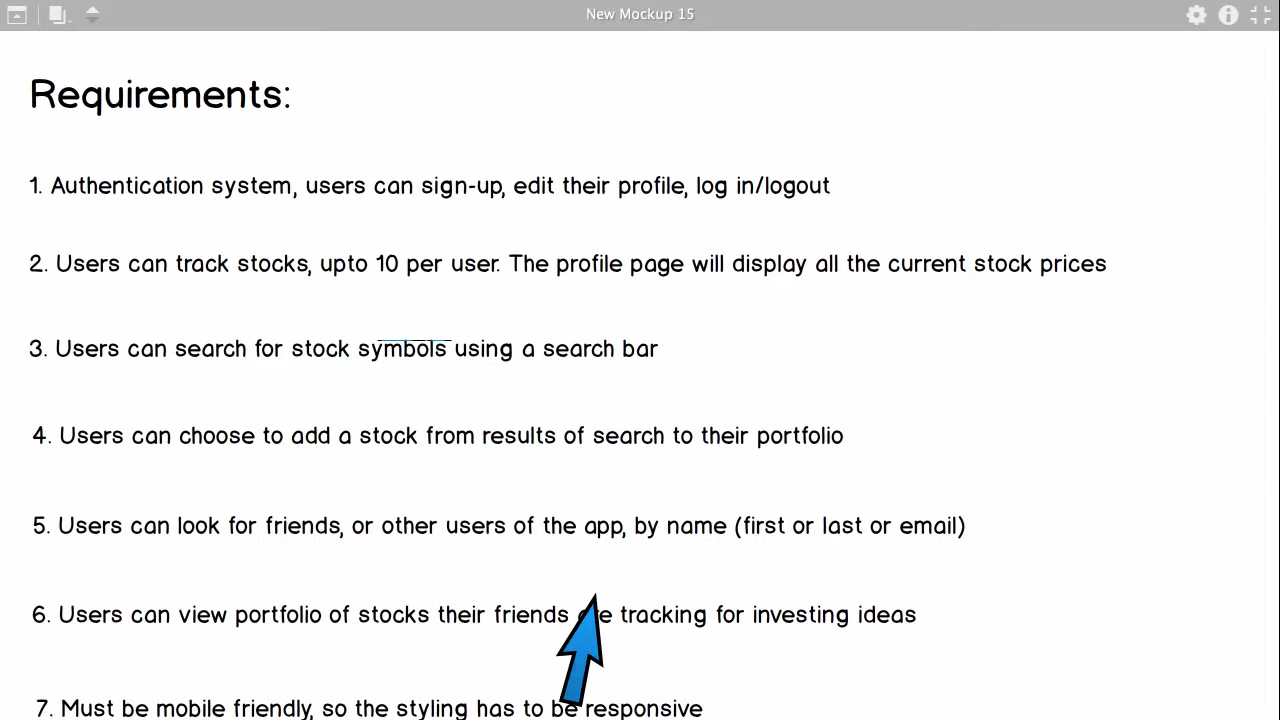 New Mockup 15
Requirements:
1. Authentication system, users can sign-up, edit their profile, log in/logout
2. Users can track stocks, upto 10 per user. The profile page will display all the current stock prices
3. Users can search for stock symbols using a search bar
4. Users can choose to add a stock from results of search to their portfolio
5. Users can look for friends, or other users of the app, by name (first or last or email)
6. Users can view portfolio of stocks their friends are tracking for investing ideas
7. Must be mobile friendly, so the styling has to be responsive